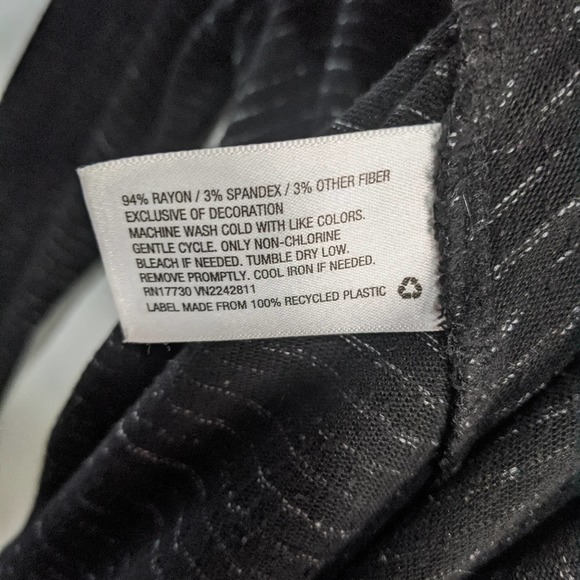 94% RAYON / 3% SPANDEX / 3% OTHER FIBER
EXCLUSIVE OF DECORATION
MACHINE WASH COLD WITH LIKE COLORS.
GENTLE CYCLE. ONLY NON-CHLORINE
BLEACH IF NEEDED. TUMBLE DRY LOW.
REMOVE PROMPTLY. COOL IRON IF NEEDED.
RN17730 VN2242811
LABEL MADE FROM 100% RECYCLED PLASTIC